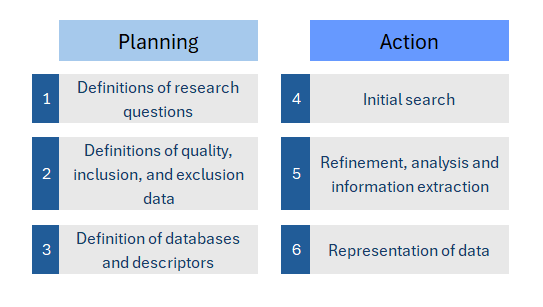 Planning
1
Definitions of research
questions
2
Definitions of quality,
inclusion, and exclusion
data
3
Definition of databases
and descriptors
Action
4
Initial search
5
Refinement, analysis and
information extraction
6
Representation of data